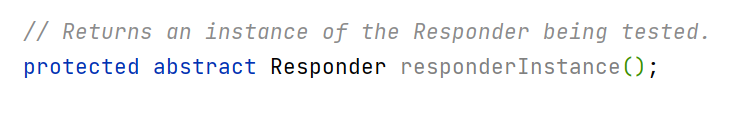 // Returns an instance of the Responder being tested.
protected abstract Responder responderInstance();